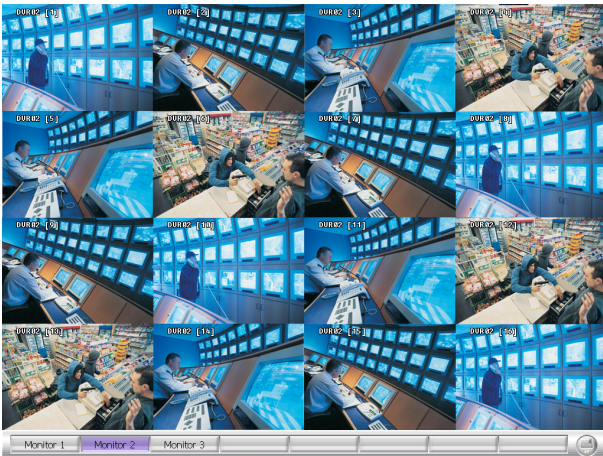 DVR02 [1] DVR02 [2] DVR02 [3] DVR02 [4]
DVR02 [5] DVR02 [6] DVR02 [7] DVR02 [8]
DVR02 [9] DVR02 [10] DVR02 [11] DVR02 [12]
DVR02 [13] DVR02 [14] DVR02 [15] DVR02 [16]
Monitor 1 Monitor 2 Monitor 3